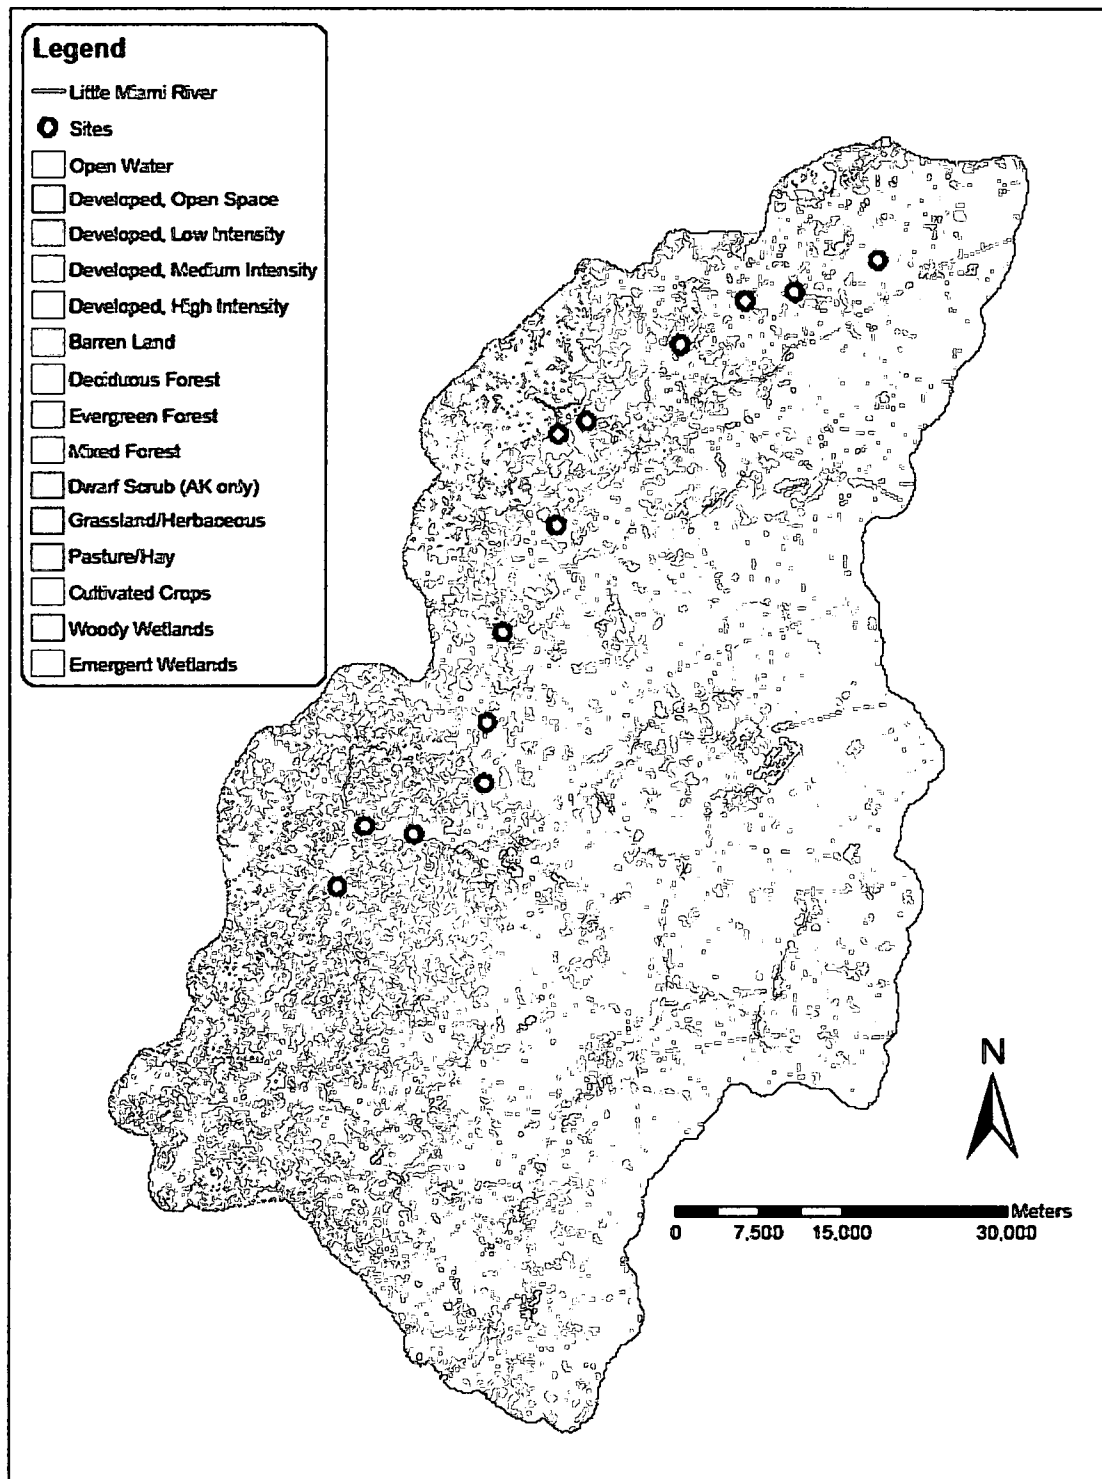 Legend
Little Miami River
Sites
Open Water
Developed, Open Space
Developed, Low Intensity
Developed, Medium Intensity
Developed, High Intensity
Barren Land
Deciduous Forest
Evergreen Forest
Mixed Forest
Dwarf Scrub (AK only)
Grassland/Herbaceous
Pasture/Hay
Cultivated Crops
Woody Wetlands
Emergent Wetlands
N
Meters
0 7,500 15,000 30,000